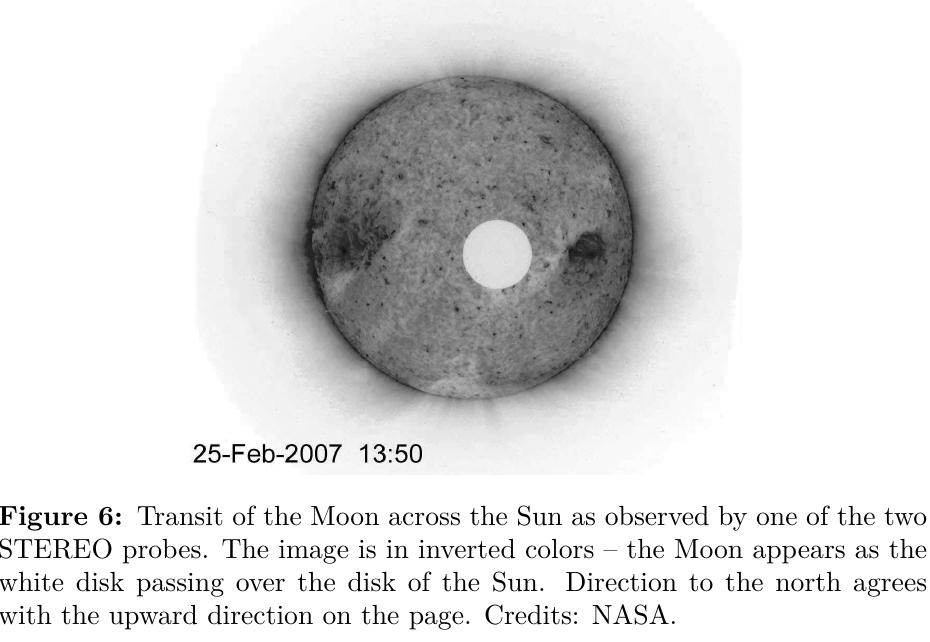 25-Feb-2007 13:50
Figure 6: Transit of the Moon across the Sun as observed by one of the two
STEREO probes. The image is in inverted colors – the Moon appears as the
white disk passing over the disk of the Sun. Direction to the north agrees
with the upward direction on the page. Credits: NASA.